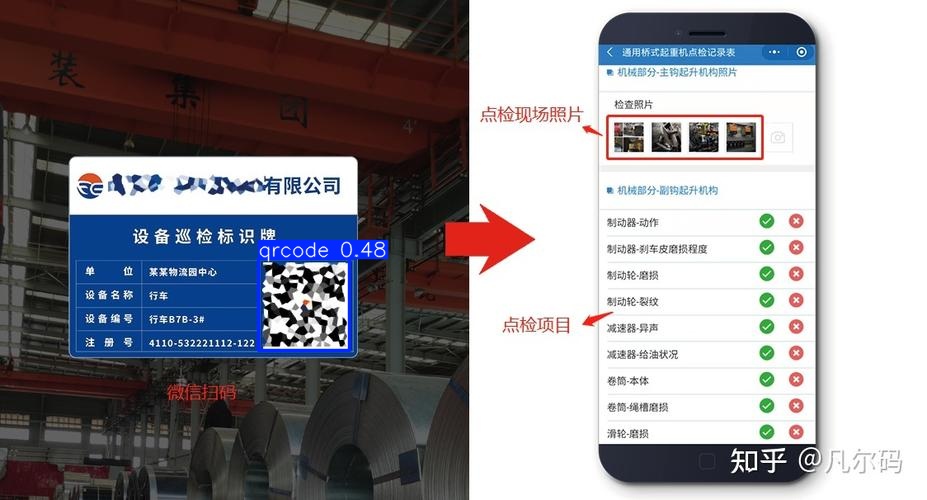 装集团
4'
有限公司
设备巡检标识牌
qrcode 0.48
单 位 某某物流园中心
设备名称 行车
设备编号 行车B7B-3#
注 册 号 4110-532221112-122
微信扫码
点检现场照片
点检项目
通用桥式起重机点检记录表
机械部分-主钩起升机构照片
检查照片
机械部分-副钩起升机构
制动器-动作
制动器-刹车皮磨损程度
制动轮-磨损
制动轮-裂纹
减速器-异声
减速器-给油状况
卷筒-本体
卷筒-绳槽磨损
滑轮-磨损
知乎 @凡尔码